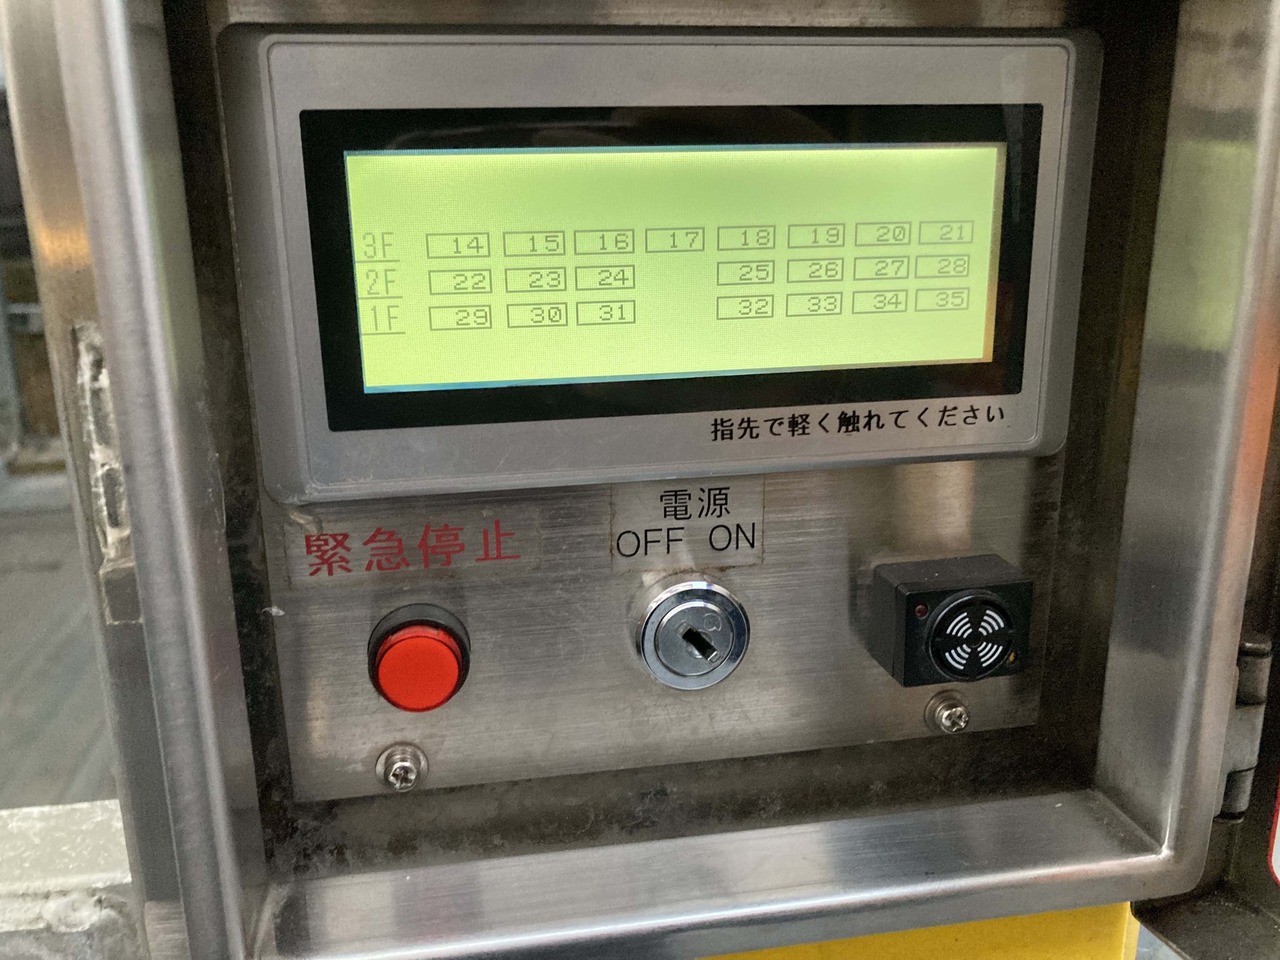 3F 14 15 16 17 18 19 20 21
2F 22 23 24 25 26 27 28
1F 29 30 31 32 33 34 35
指先で軽く触れてください
緊急停止
電源
OFF ON